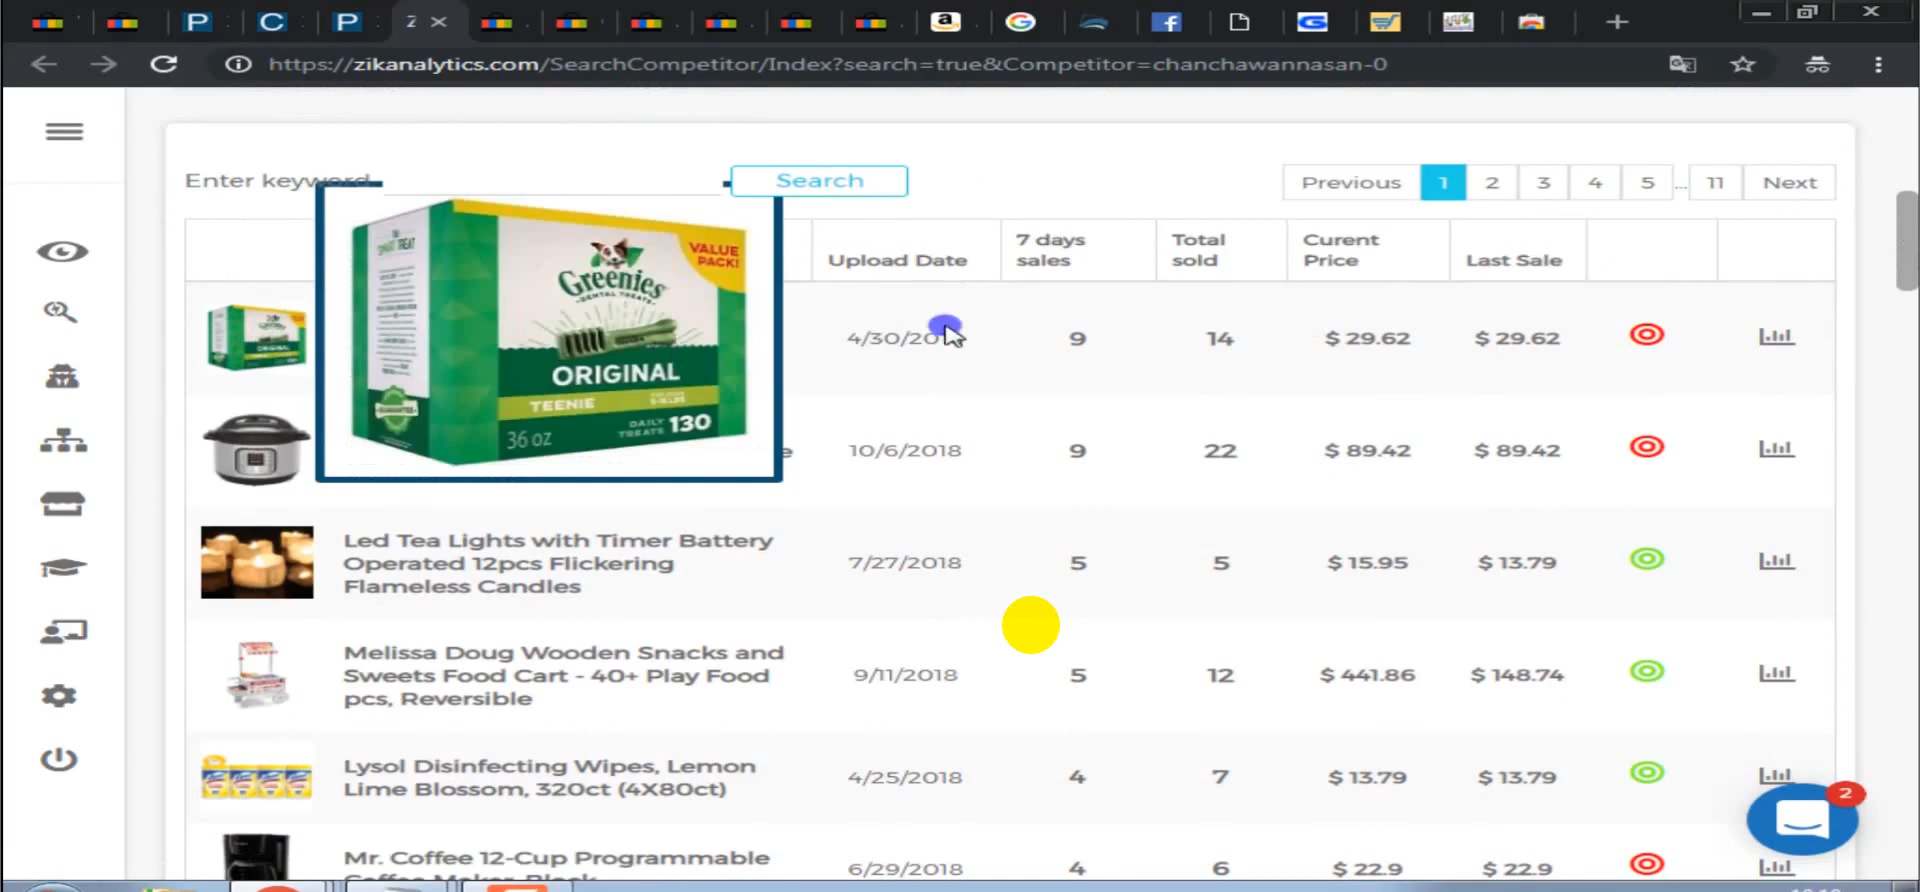 https://zikanalytics.com/SearchCompetitor/Index?search=true&Competitor=chanchawannasan-0
Enter keyword
Search
Previous 1 2 3 4 5 ... 11 Next
Upload Date
7 days
sales
Total
sold
Curent
Price
Last Sale
VALUE
PACK!
Greenies
DENTAL TREATS
ORIGINAL
TEENIE
36 oz
DAILY
TREATS 130
9 14 $ 29.62 $ 29.62
10/6/2018 9 22 $ 89.42 $ 89.42
Led Tea Lights with Timer Battery
Operated 12pcs Flickering
Flameless Candles
7/27/2018 5 5 $ 15.95 $ 13.79
Melissa Doug Wooden Snacks and
Sweets Food Cart - 40+ Play Food
pcs, Reversible
9/11/2018 5 12 $ 441.86 $ 148.74
Lysol Disinfecting Wipes, Lemon
Lime Blossom, 320ct (4X80ct)
4/25/2018 4 7 $ 13.79 $ 13.79
Mr. Coffee 12-Cup Programmable
6/29/2018 4 6 $ 22.9 $ 22.9
2